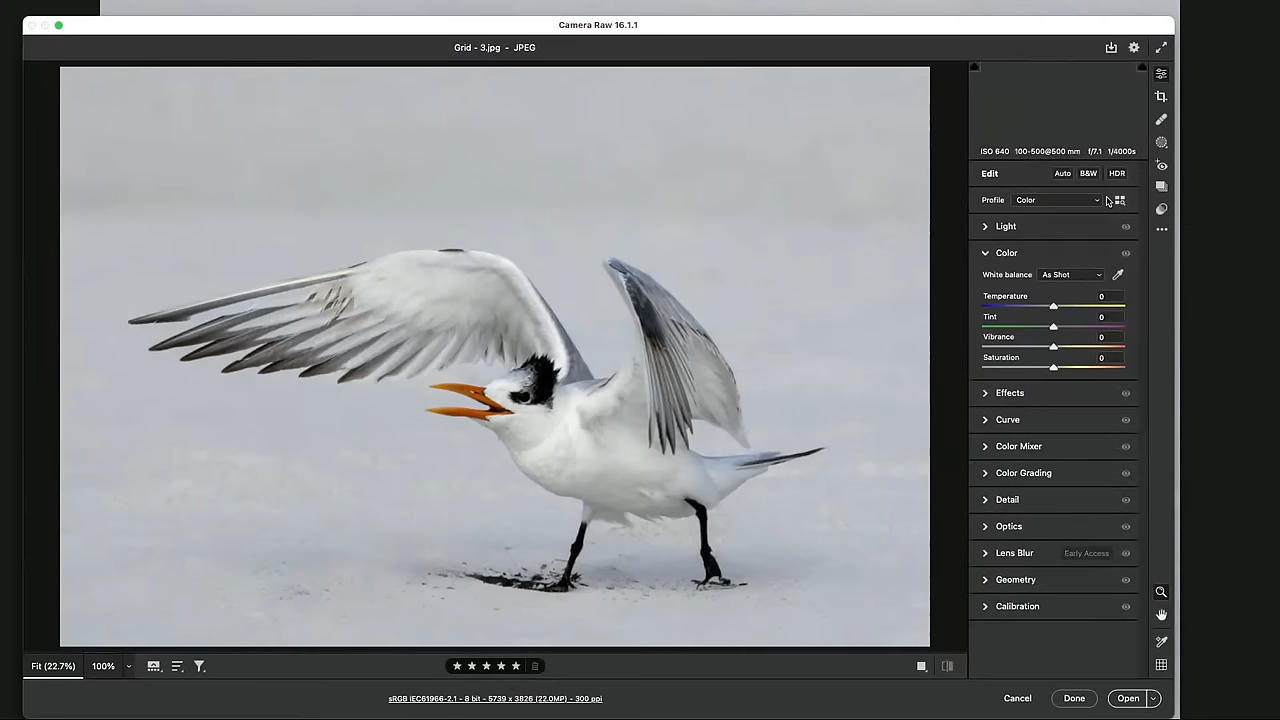 Camera Raw 16.1.1
Grid - 3.jpg - JPEG
ISO 640 100-500@500 mm f/7.1 1/4000s
Edit Auto B&W HDR
Profile Color
Light
Color
White balance As Shot
Temperature 0
Tint 0
Vibrance 0
Saturation 0
Effects
Curve
Color Mixer
Color Grading
Detail
Optics
Lens Blur Early Access
Geometry
Calibration
Fit (22.7%) 100%
sRGB IEC61966-2.1 - 8 bit - 5739 x 3826 (22.0MP) - 300 ppi
Cancel Done Open